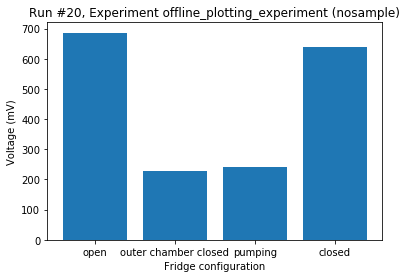 Run #20, Experiment offline_plotting_experiment (nosample)
700
600
500
400
300
200
100
0
Voltage (mV)
open outer chamber closed pumping closed
Fridge configuration